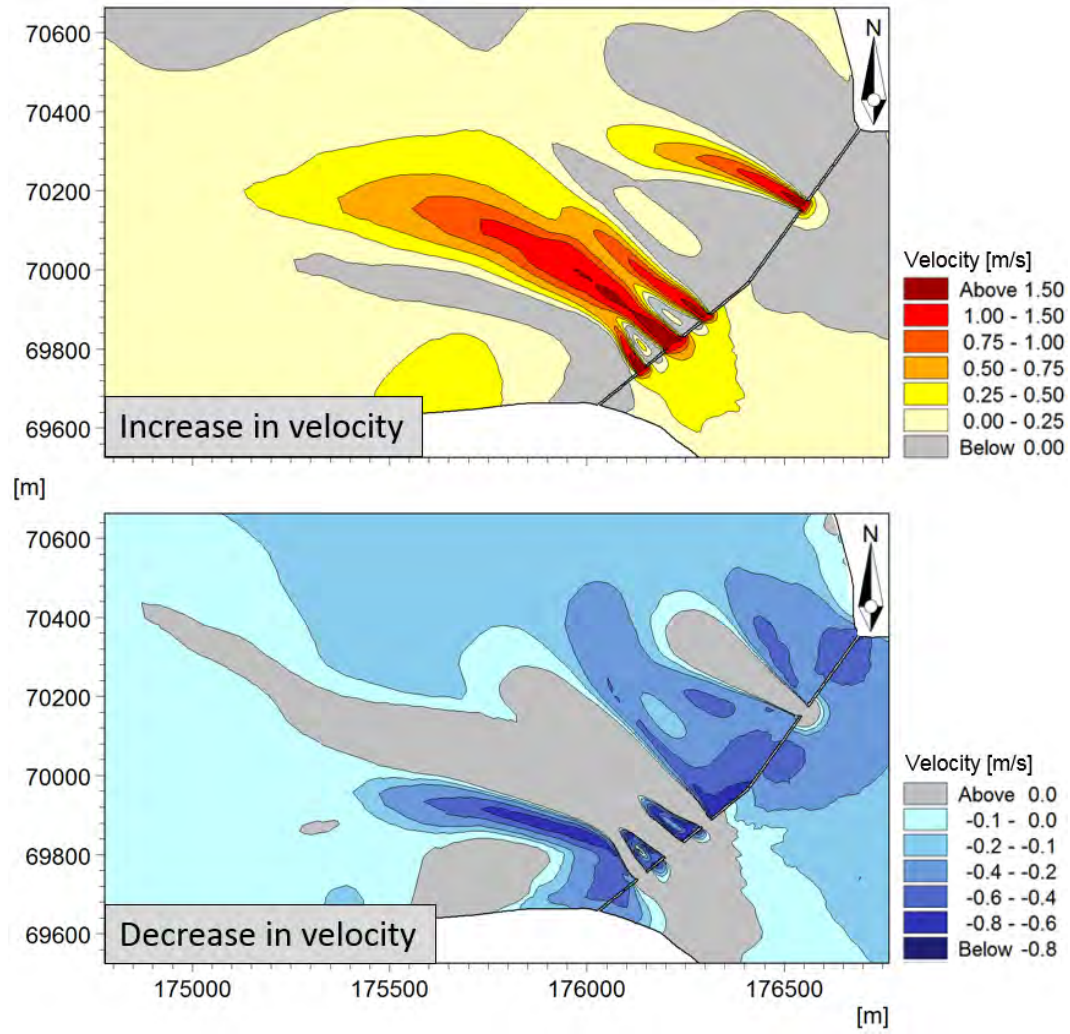 70600
70400
70200
70000
69800
69600
N
Velocity [m/s]
Above 1.50
1.00 - 1.50
0.75 - 1.00
0.50 - 0.75
0.25 - 0.50
0.00 - 0.25
Below 0.00
Increase in velocity
[m]
70600
70400
70200
70000
69800
69600
N
Velocity [m/s]
Above 0.0
-0.1 - 0.0
-0.2 - -0.1
-0.4 - -0.2
-0.6 - -0.4
-0.8 - -0.6
Below -0.8
Decrease in velocity
175000 175500 176000 176500
[m]